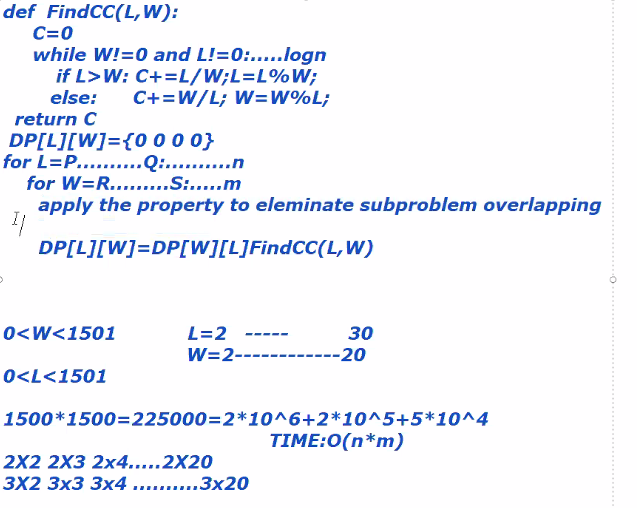 def FindCC(L,W):
C=0
while W!=0 and L!=0:.....logn
if L>W: C+=L/W;L=L%W;
else: C+=W/L; W=W%L;
return C
DP[L][W]={0 0 0 0}
for L=P..........Q:..........n
for W=R.........S:.....m
apply the property to eleminate subproblem overlapping
DP[L][W]=DP[W][L]FindCC(L,W)
0<W<1501 L=2 ----- 30
W=2------------20
0<L<1501
1500*1500=225000=2*10^6+2*10^5+5*10^4
TIME:O(n*m)
2X2 2X3 2x4.....2X20
3X2 3x3 3x4 ..........3x20